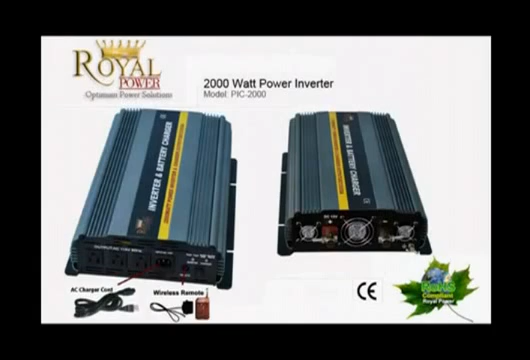 ROYAL
POWER
Optimum Power Solutions
2000 Watt Power Inverter
Model: PIC-2000
INVERTER & BATTERY CHARGER
INVERTER & BATTERY CHARGER
AC Charger Cord
Wireless Remote
CE
RoHS
Compliant
Royal Power